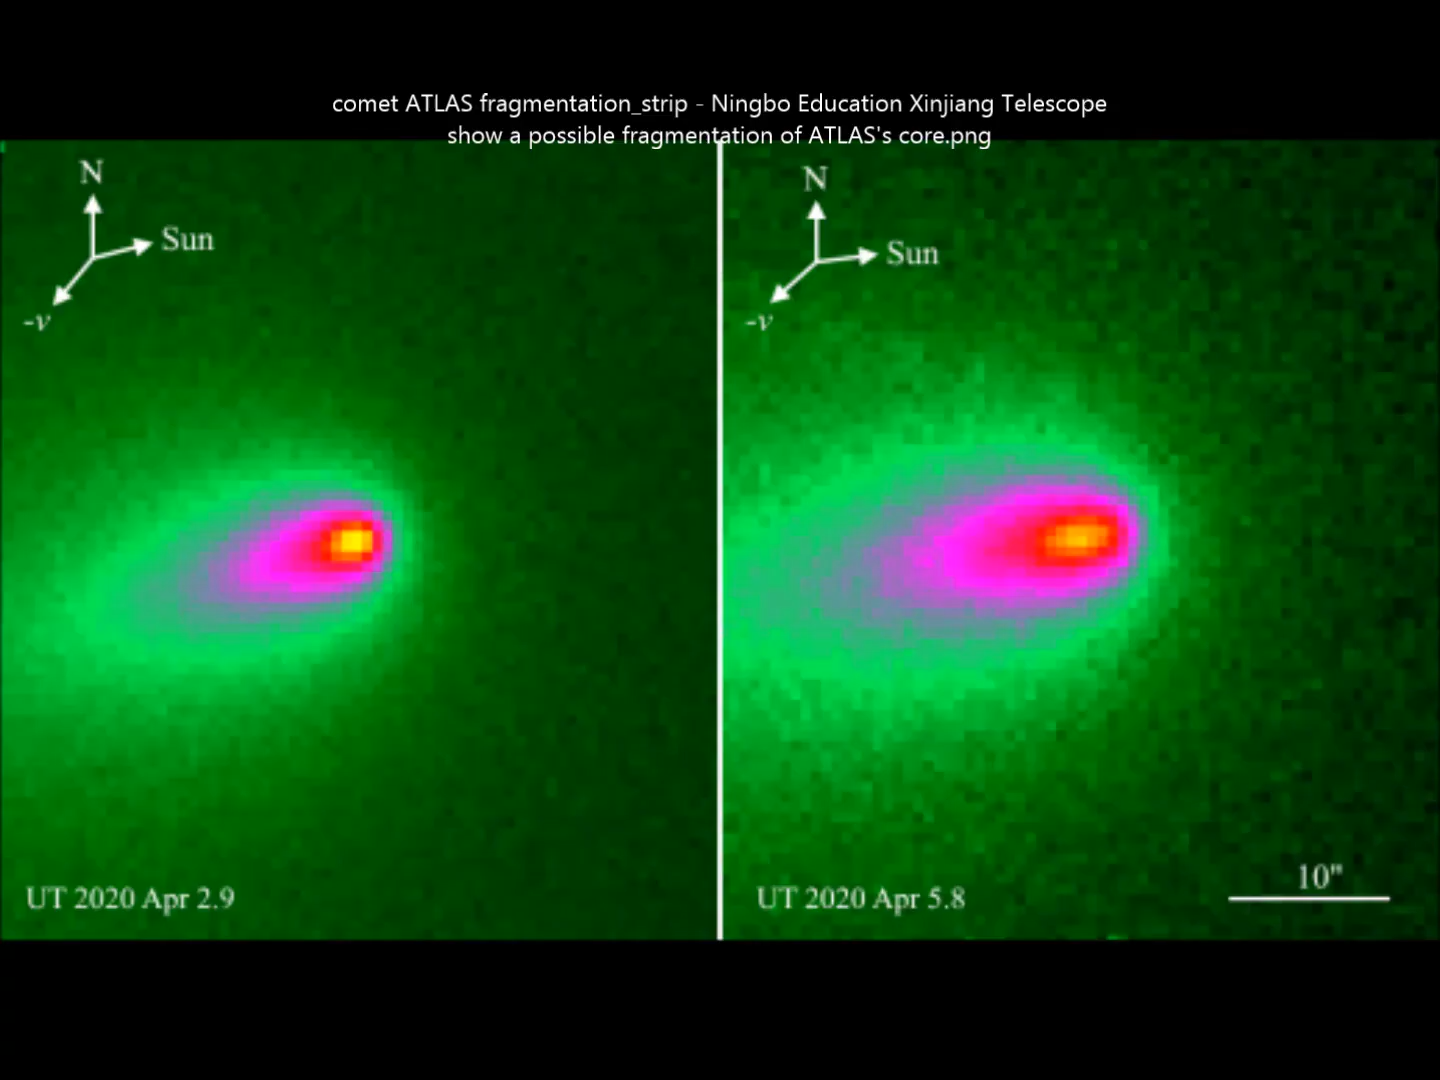 comet ATLAS fragmentation_strip - Ningbo Education Xinjiang Telescope
show a possible fragmentation of ATLAS's core.png
N
Sun
-v
UT 2020 Apr 2.9
N
Sun
-v
UT 2020 Apr 5.8
10"